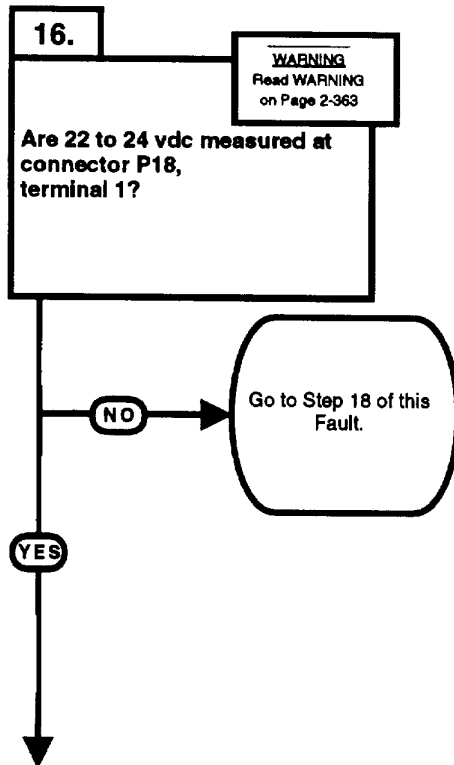 16.
WARNING
Read WARNING
on Page 2-363
Are 22 to 24 vdc measured at
connector P18,
terminal 1?
NO
Go to Step 18 of this
Fault.
YES